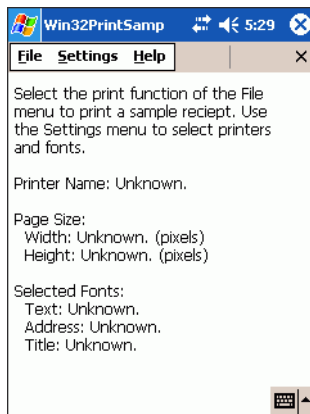 Win32PrintSamp 5:29
File Settings Help
Select the print function of the File
menu to print a sample reciept. Use
the Settings menu to select printers
and fonts.
Printer Name: Unknown.
Page Size:
Width: Unknown. (pixels)
Height: Unknown. (pixels)
Selected Fonts:
Text: Unknown.
Address: Unknown.
Title: Unknown.